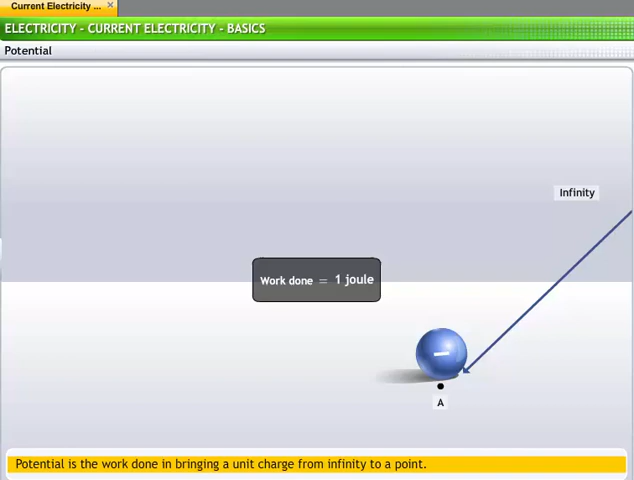 Current Electricity ...
ELECTRICITY - CURRENT ELECTRICITY - BASICS
Potential
Infinity
Work done = 1 joule
A
Potential is the work done in bringing a unit charge from infinity to a point.